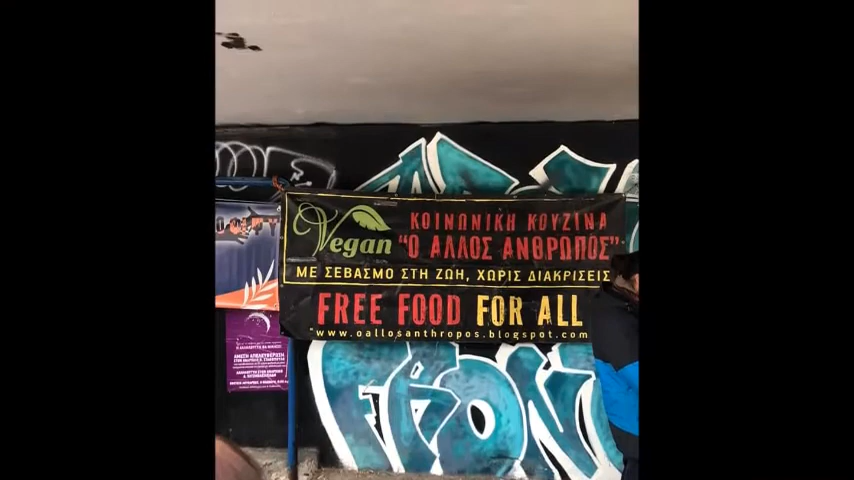 Vegan
ΚΟΙΝΩΝΙΚΗ ΚΟΥΖΙΝΑ
"Ο ΑΛΛΟΣ ΑΝΘΡΩΠΟΣ"
ΜΕ ΣΕΒΑΣΜΟ ΣΤΗ ΖΩΗ, ΧΩΡΙΣ ΔΙΑΚΡΙΣΕΙΣ
FREE FOOD FOR ALL
www.oallosanthropos.blogspot.com